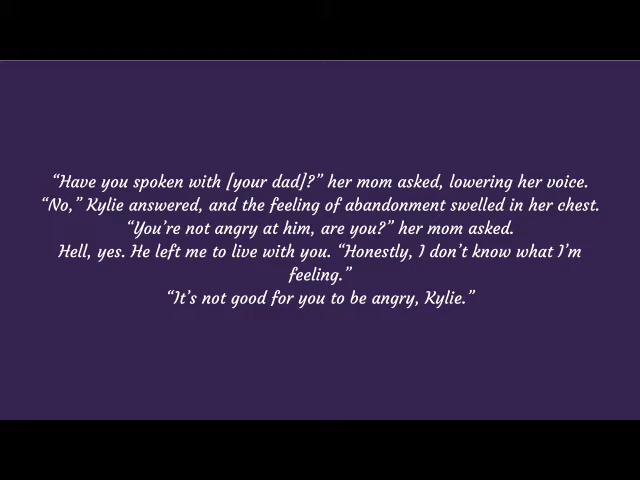 “Have you spoken with [your dad]?” her mom asked, lowering her voice.
“No,” Kylie answered, and the feeling of abandonment swelled in her chest.
“You’re not angry at him, are you?” her mom asked.
Hell, yes. He left me to live with you. “Honestly, I don’t know what I’m
feeling.”
“It’s not good for you to be angry, Kylie.”